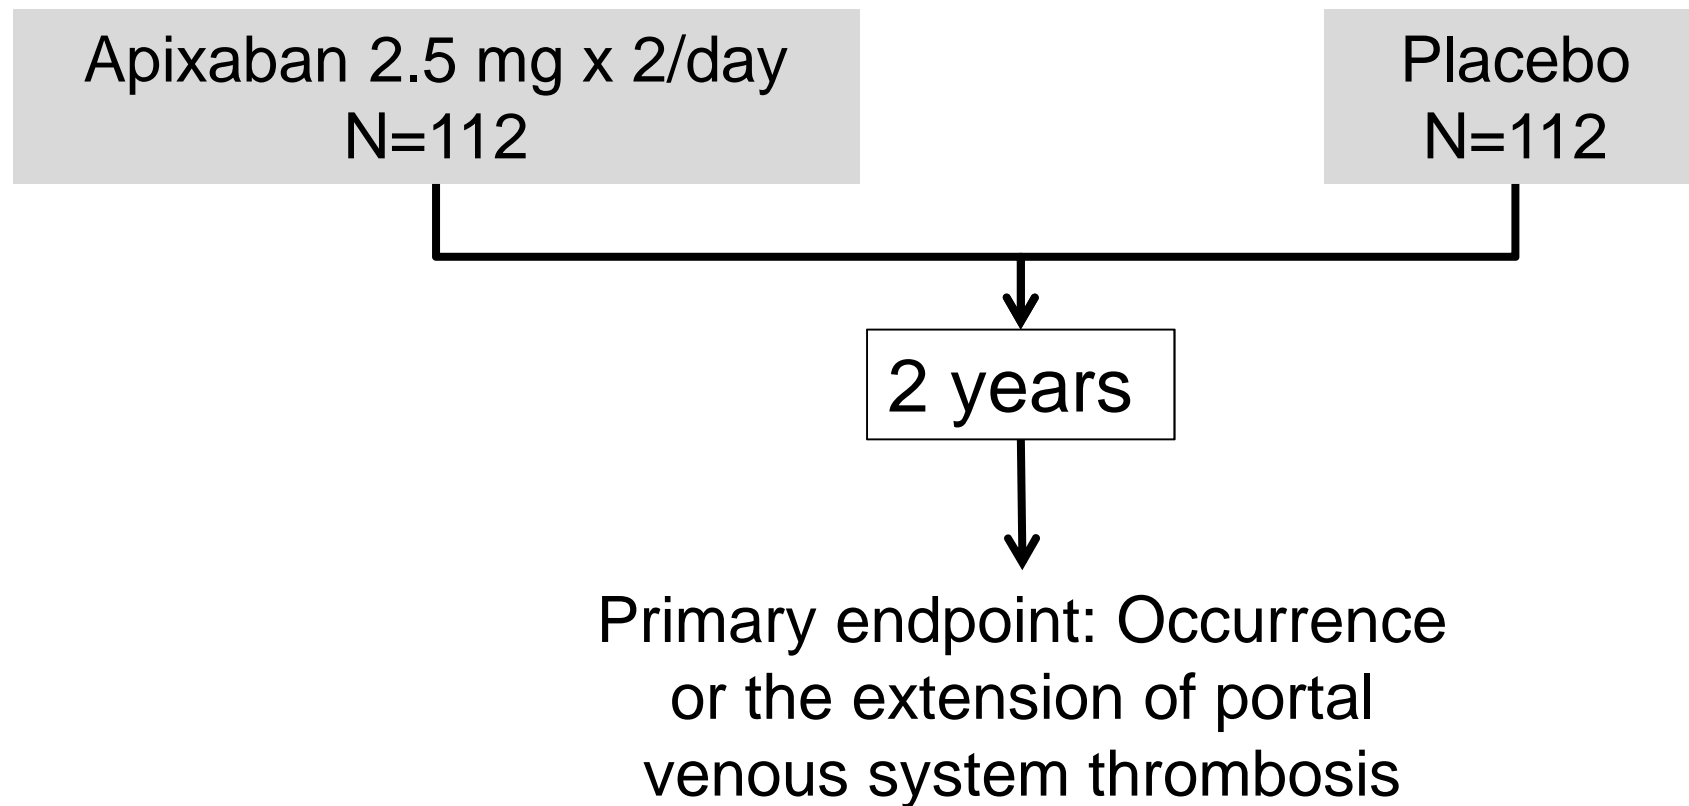 Apixaban 2.5 mg x 2/day
N=112
Placebo
N=112
2 years
Primary endpoint: Occurrence
or the extension of portal
venous system thrombosis